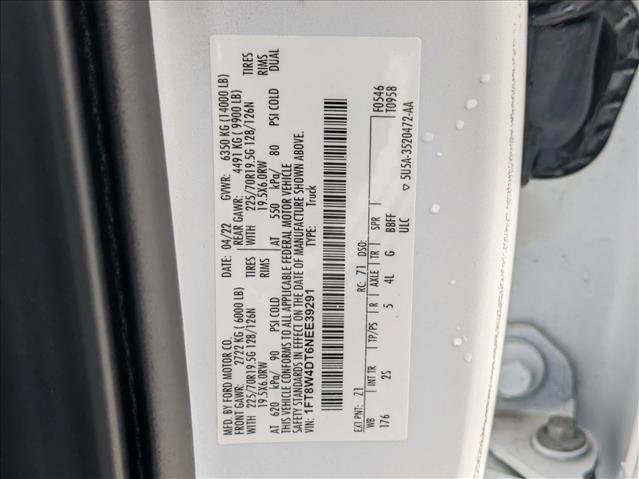 MFD. BY FORD MOTOR CO.
DATE: 04/22 GVWR: 6350 KG (14000 LB)
FRONT GAWR: 2722 KG (6000 LB) REAR GAWR: 4491 KG (9900 LB)
WITH 225/70R19.5G 128/126N TIRES WITH 225/70R19.5G 128/126N TIRES
19.5X6.0RW RIMS 19.5X6.0RW RIMS
AT 620 kPa/ 90 PSI COLD AT 550 kPa/ 80 PSI COLD DUAL
THIS VEHICLE CONFORMS TO ALL APPLICABLE FEDERAL MOTOR VEHICLE
SAFETY STANDARDS IN EFFECT ON THE DATE OF MANUFACTURE SHOWN ABOVE.
VIN: 1FT8W4DT6NEE39291 TYPE: Truck
F0546
T0958
EXT PNT: Z1 RC: 71 DSO:
WB INT TR TP/PS R AXLE TR SPR
176 2S 5 4L G BBFF
ULC ▽ 5U5A-3520472-AA